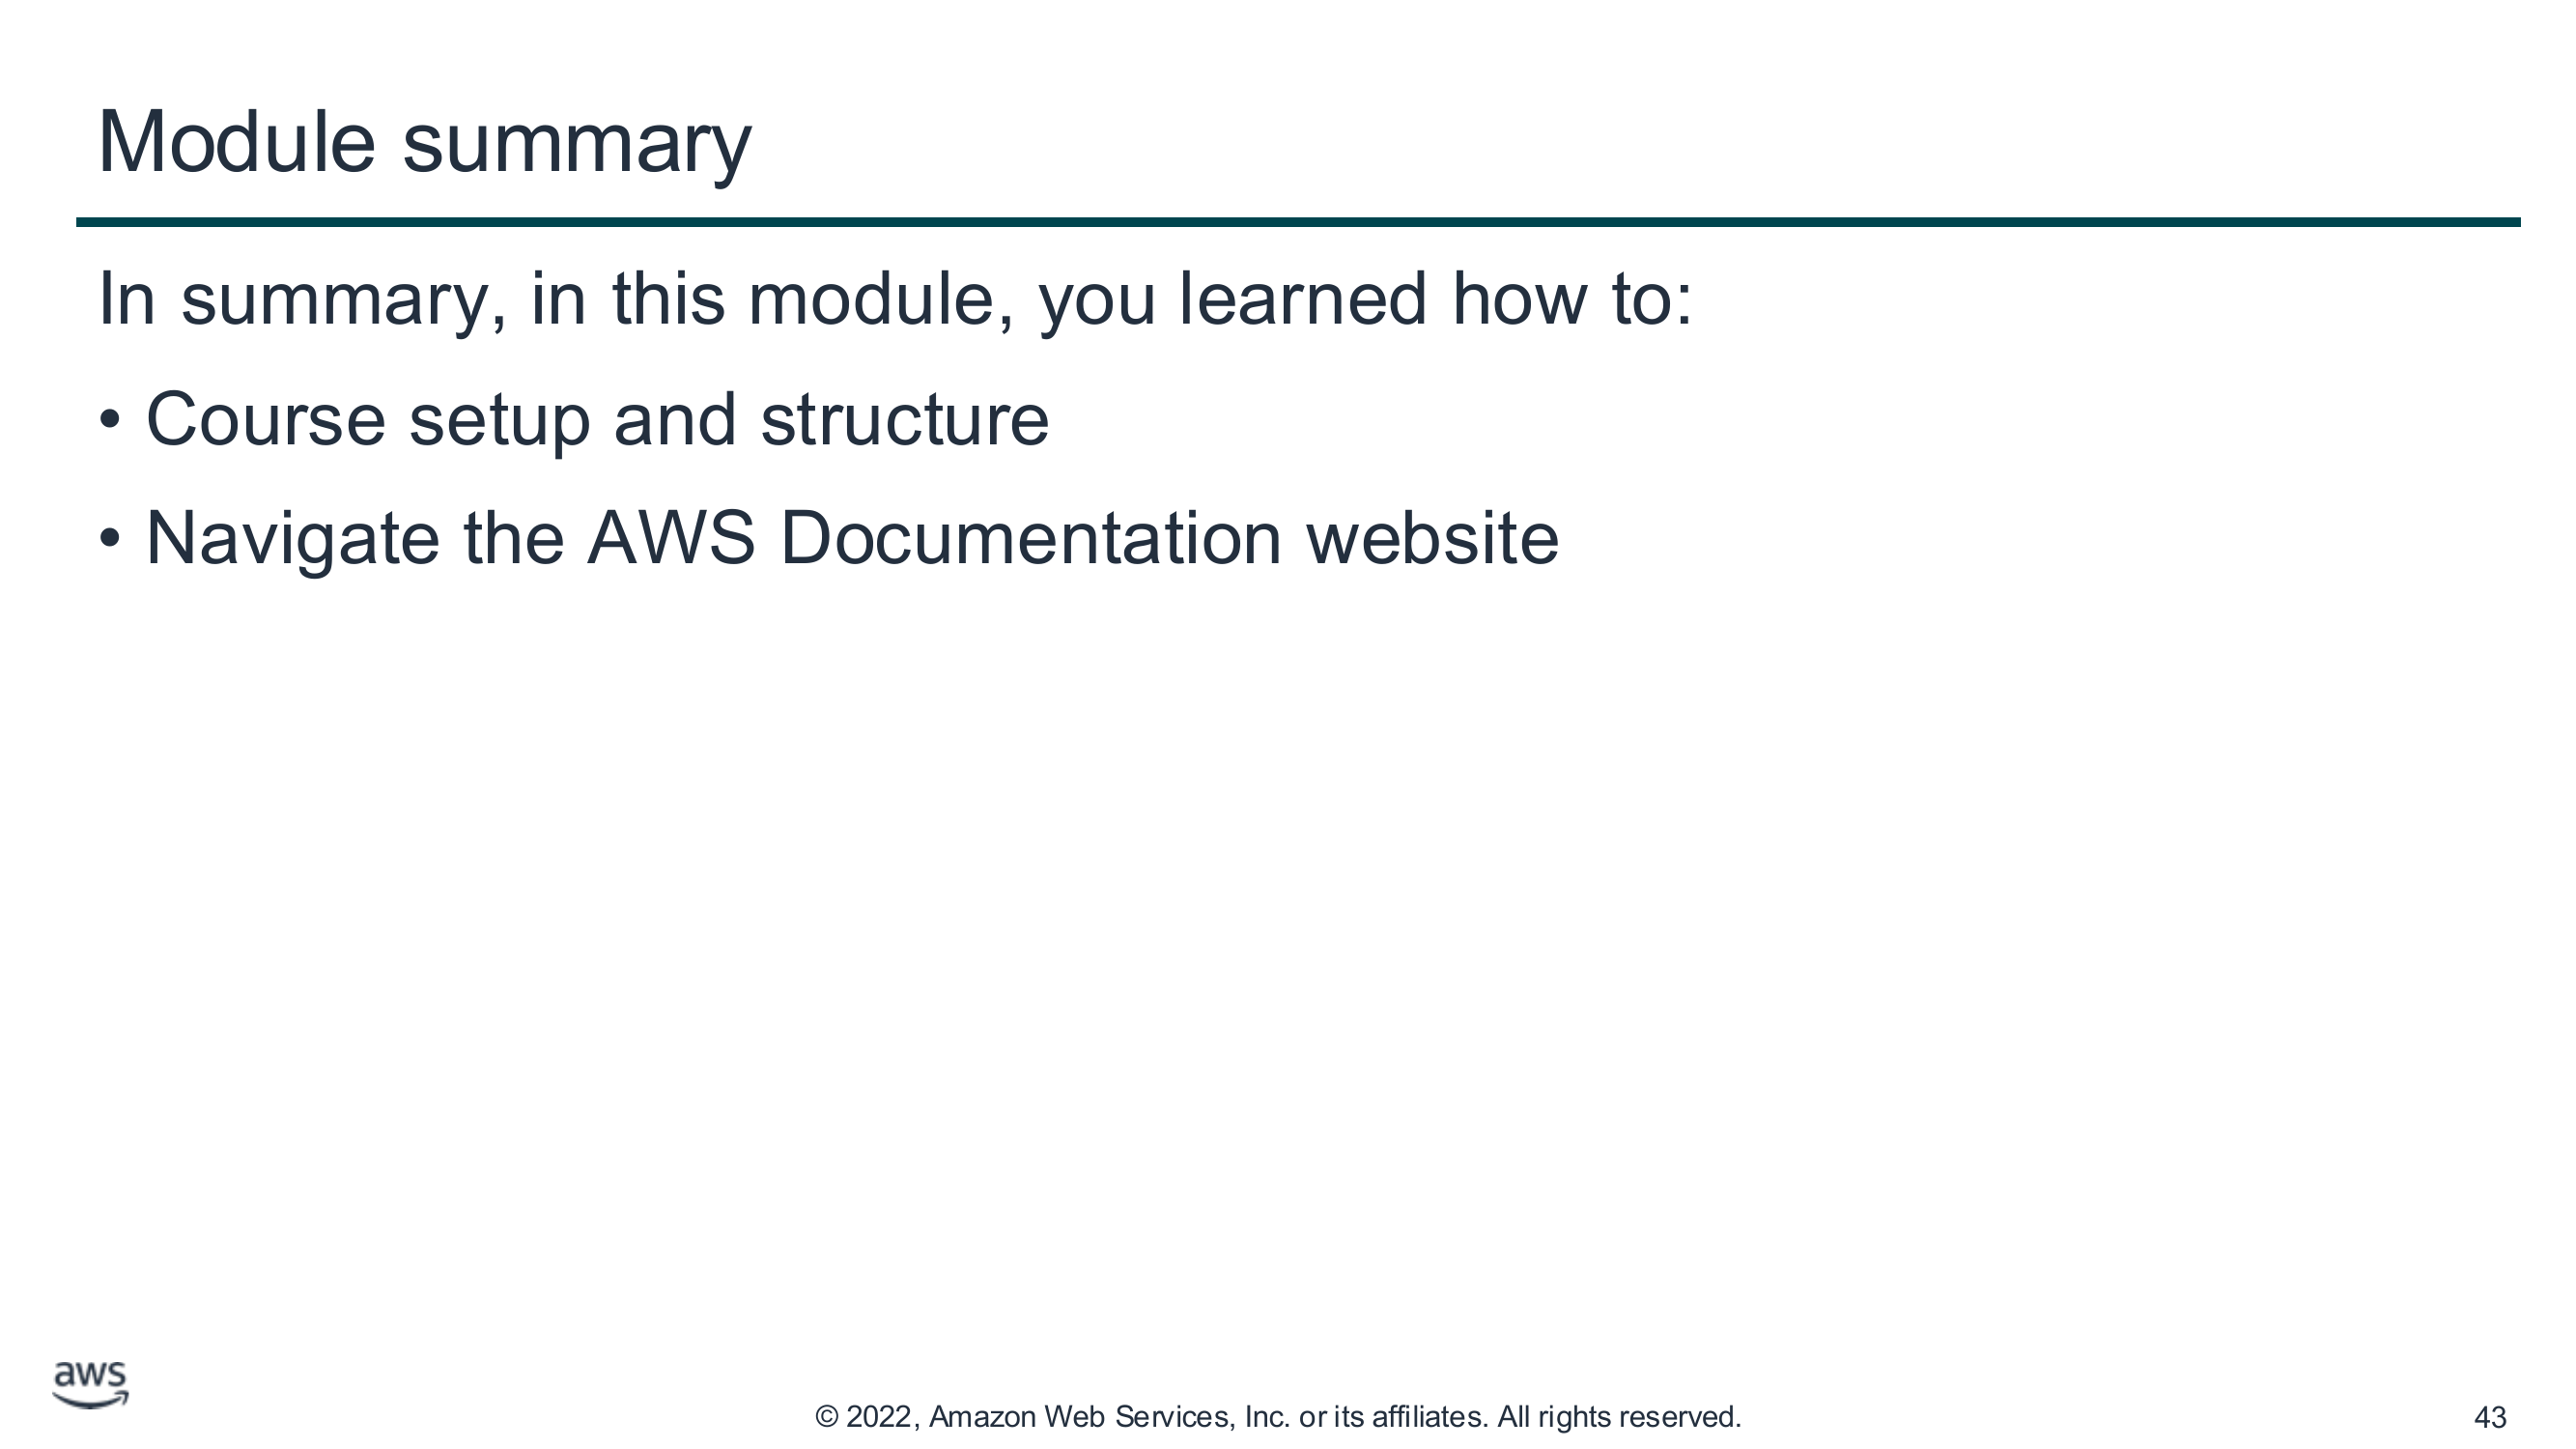 Module summary
In summary, in this module, you learned how to:
• Course setup and structure
• Navigate the AWS Documentation website
aws
© 2022, Amazon Web Services, Inc. or its affiliates. All rights reserved.
43